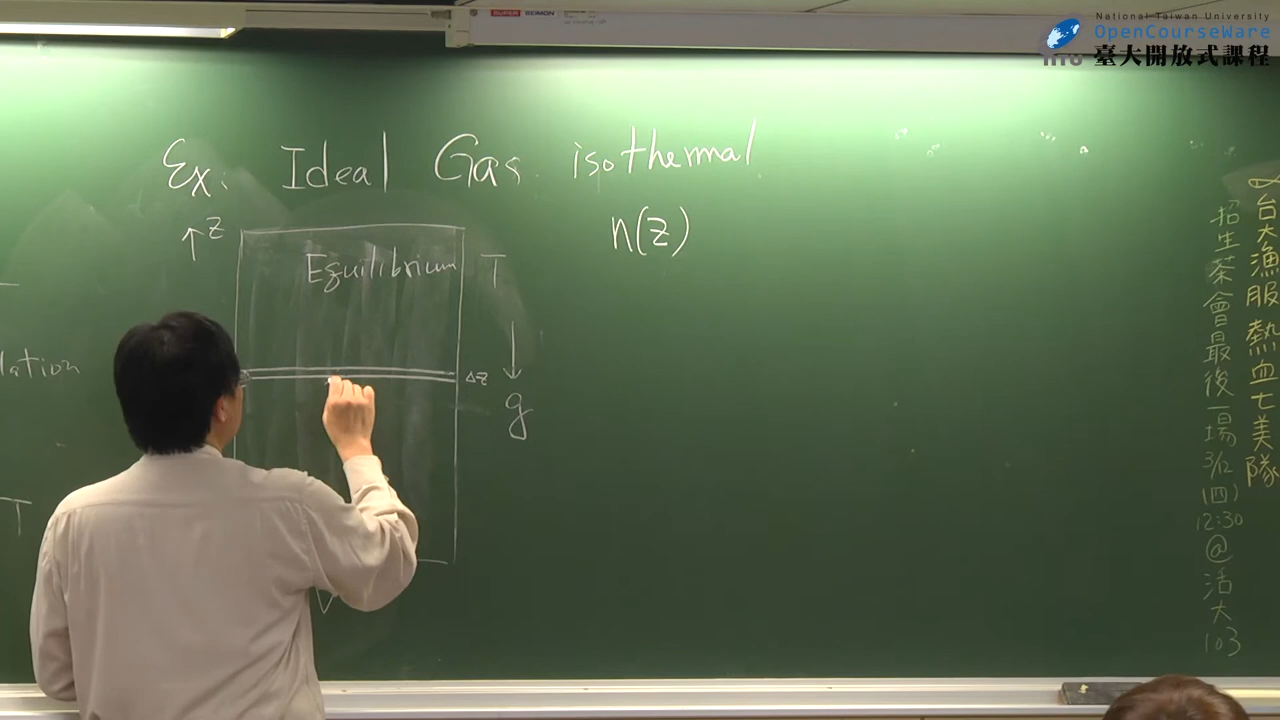 SUPER SEIMON
National Taiwan University
OpenCourseWare
臺大開放式課程
Ex. Ideal Gas isothermal
↑z
n(z)
Equilibrium
T
Δz
g
lation
T
V
招生茶會最後一場 3/12 (四) 12:30 @ 活大 103
台大漁服 熱血七美隊